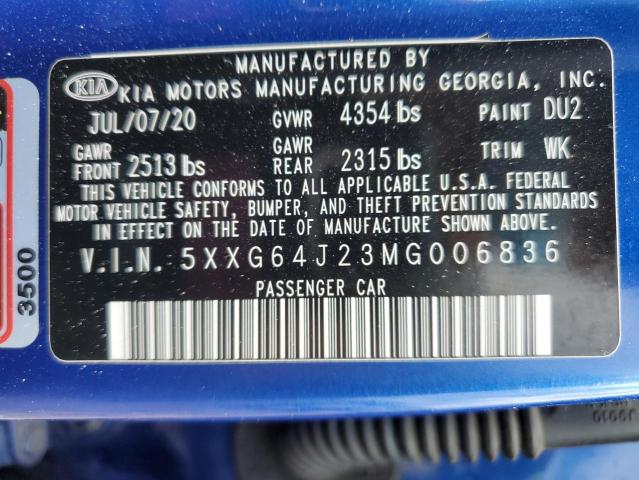 MANUFACTURED BY
KIA KIA MOTORS MANUFACTURING GEORGIA, INC.
JUL/07/20 GVWR 4354 lbs PAINT DU2
GAWR FRONT 2513 lbs GAWR REAR 2315 lbs TRIM WK
THIS VEHICLE CONFORMS TO ALL APPLICABLE U.S.A. FEDERAL
MOTOR VEHICLE SAFETY, BUMPER, AND THEFT PREVENTION STANDARDS
IN EFFECT ON THE DATE OF MANUFACTURE SHOWN ABOVE.
V.I.N. 5XXG64J23MG006836
PASSENGER CAR
3500